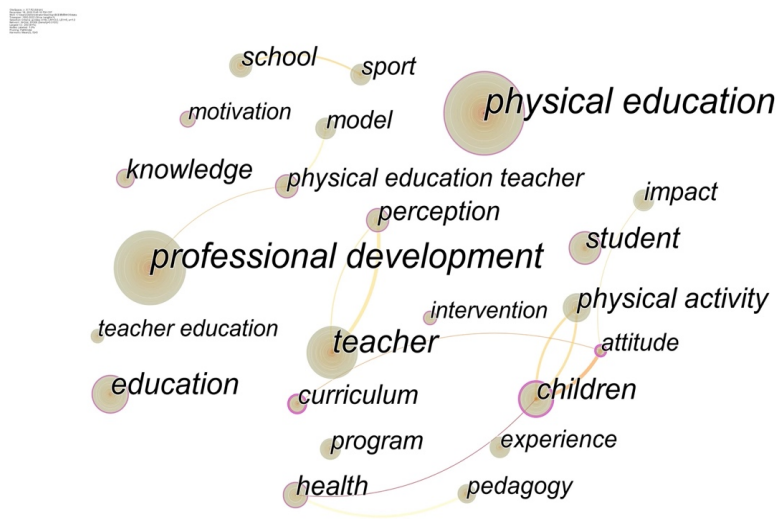 school
sport
physical education
motivation
model
knowledge
physical education teacher
impact
perception
student
professional development
physical activity
intervention
teacher education
teacher
attitude
education
curriculum
children
program
experience
health
pedagogy